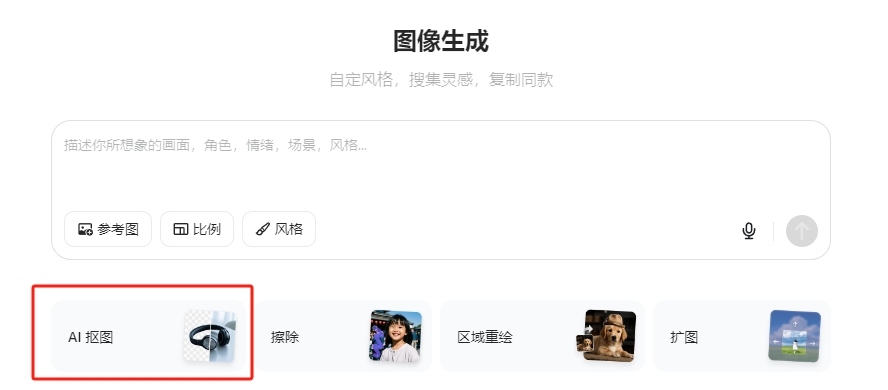 图像生成
自定风格，搜集灵感，复制同款
描述你所想象的画面，角色，情绪，场景，风格...
参考图 比例 风格
AI 抠图 擦除 区域重绘 扩图